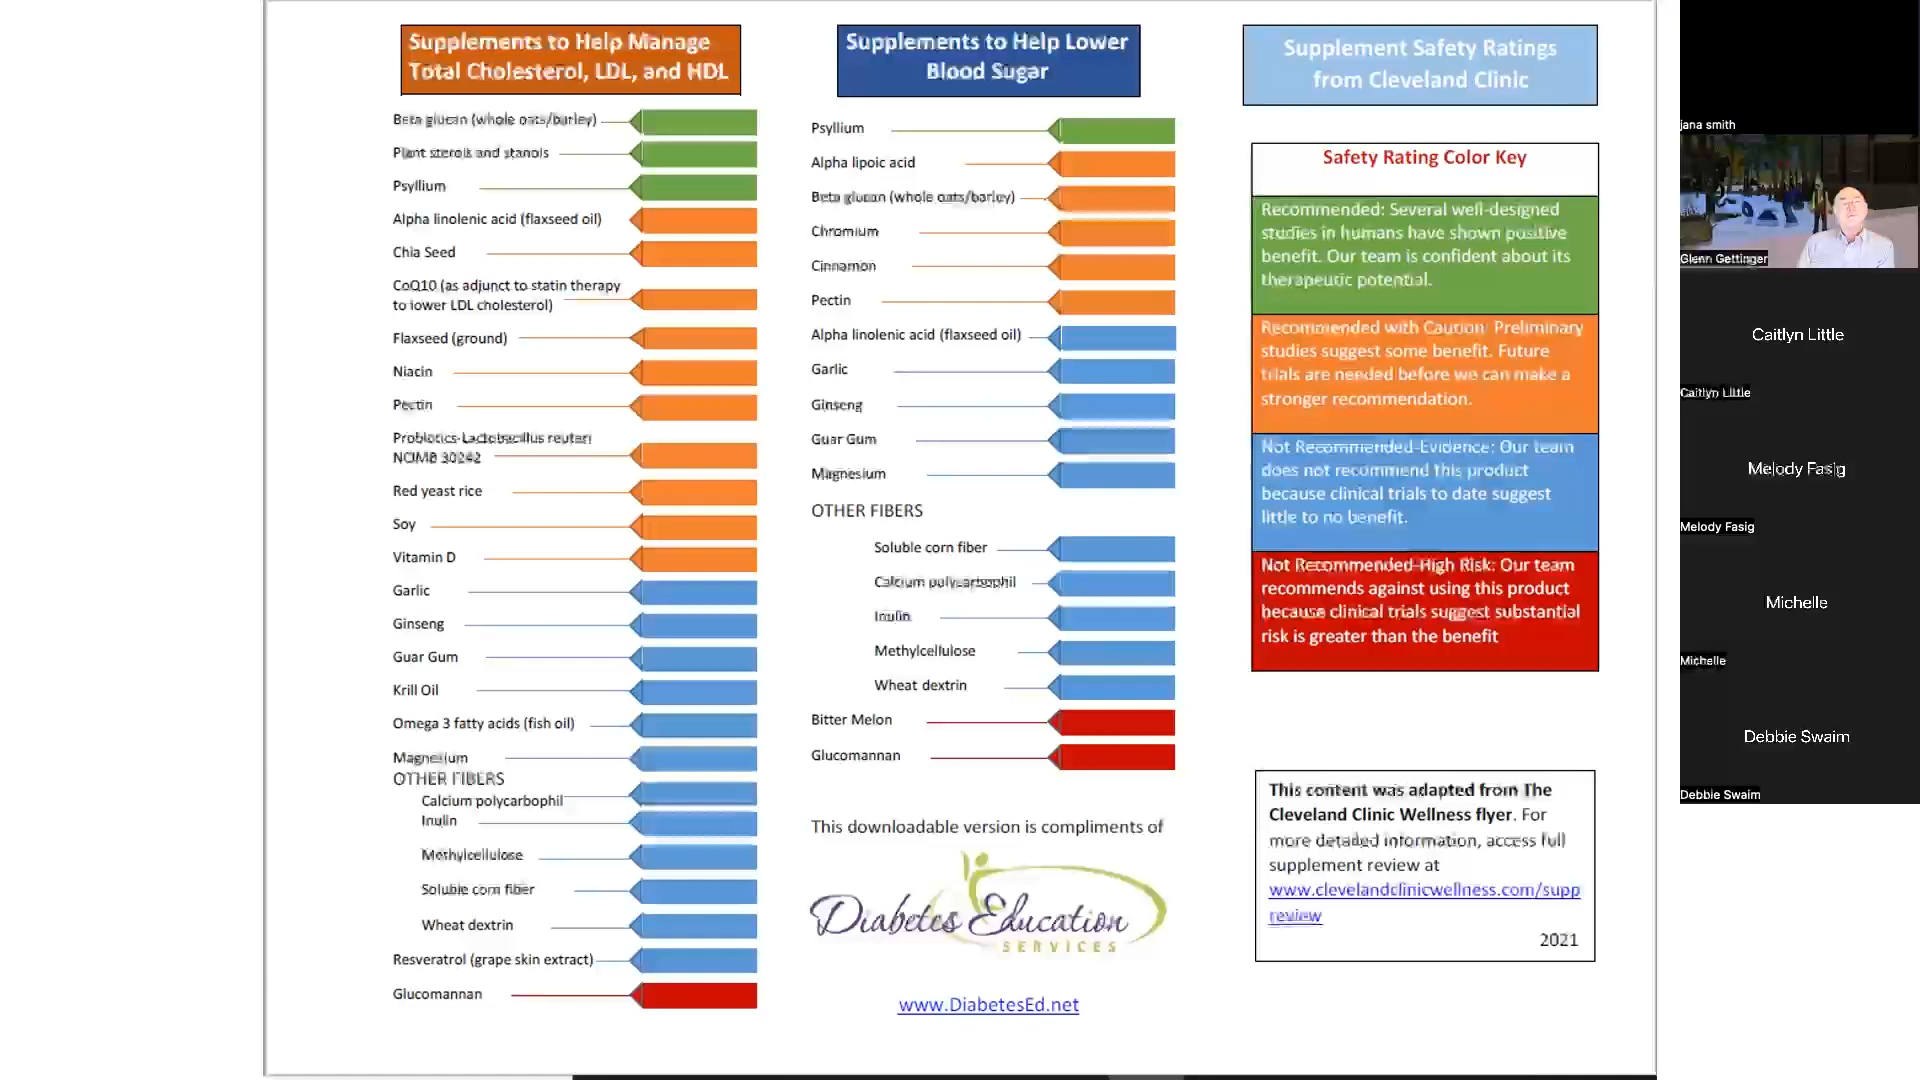 Supplements to Help Manage
Total Cholesterol, LDL, and HDL
Beta glucan (whole oats/barley)
Plant sterols and stanols
Psyllium
Alpha linolenic acid (flaxseed oil)
Chia Seed
CoQ10 (as adjunct to statin therapy
to lower LDL cholesterol)
Flaxseed (ground)
Niacin
Pectin
Probiotics-Lactobacillus reuteri
NCIMB 30242
Red yeast rice
Soy
Vitamin D
Garlic
Ginseng
Guar Gum
Krill Oil
Omega 3 fatty acids (fish oil)
Magnesium
OTHER FIBERS
Calcium polycarbophil
Inulin
Methylcellulose
Soluble corn fiber
Wheat dextrin
Resveratrol (grape skin extract)
Glucomannan
Supplements to Help Lower
Blood Sugar
Psyllium
Alpha lipoic acid
Beta glucan (whole oats/barley)
Chromium
Cinnamon
Pectin
Alpha linolenic acid (flaxseed oil)
Garlic
Ginseng
Guar Gum
Magnesium
OTHER FIBERS
Soluble corn fiber
Calcium polycarbophil
Inulin
Methylcellulose
Wheat dextrin
Bitter Melon
Glucomannan
This downloadable version is compliments of
Diabetes Education
SERVICES
www.DiabetesEd.net
Supplement Safety Ratings
from Cleveland Clinic
Safety Rating Color Key
Recommended: Several well-designed
studies in humans have shown positive
benefit. Our team is confident about its
therapeutic potential.
Recommended with Caution: Preliminary
studies suggest some benefit. Future
trials are needed before we can make a
stronger recommendation.
Not Recommended-Evidence: Our team
does not recommend this product
because clinical trials to date suggest
little to no benefit.
Not Recommended-High Risk: Our team
recommends against using this product
because clinical trials suggest substantial
risk is greater than the benefit
This content was adapted from The
Cleveland Clinic Wellness flyer. For
more detailed information, access full
supplement review at
www.clevelandclinicwellness.com/supp
review
2021
jana smith
Glenn Gettinger
Caitlyn Little
Caitlyn Little
Melody Fasig
Melody Fasig
Michelle
Michelle
Debbie Swaim
Debbie Swaim